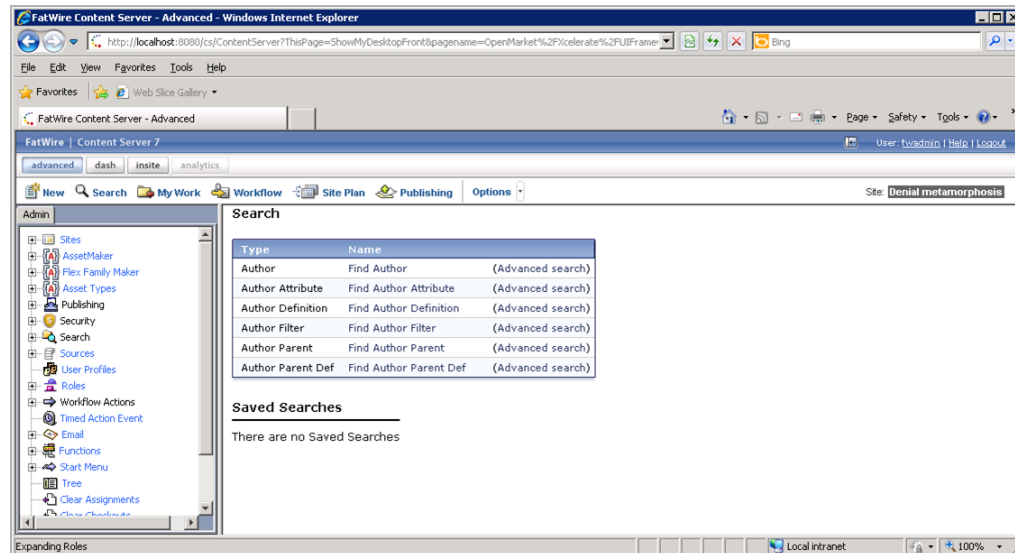 FatWire Content Server - Advanced - Windows Internet Explorer
http://localhost:8080/cs/ContentServer?ThisPage=ShowMyDesktopFront&pagename=OpenMarket%2FXcelerate%2FUIFrame
Bing
File Edit View Favorites Tools Help
Favorites Web Slice Gallery
FatWire Content Server - Advanced
Page Safety Tools
FatWire | Content Server 7
User: fwadmin | Help | Logout
advanced dash insite analytics
New Search My Work Workflow Site Plan Publishing Options
Site: Denial metamorphosis
Admin
Sites
AssetMaker
Flex Family Maker
Asset Types
Publishing
Security
Search
Sources
User Profiles
Roles
Workflow Actions
Timed Action Event
Email
Functions
Start Menu
Tree
Clear Assignments
Clear Checkouts
Search
Type Name
Author Find Author (Advanced search)
Author Attribute Find Author Attribute (Advanced search)
Author Definition Find Author Definition (Advanced search)
Author Filter Find Author Filter (Advanced search)
Author Parent Find Author Parent (Advanced search)
Author Parent Def Find Author Parent Def (Advanced search)
Saved Searches
There are no Saved Searches
Expanding Roles
Local intranet
100%